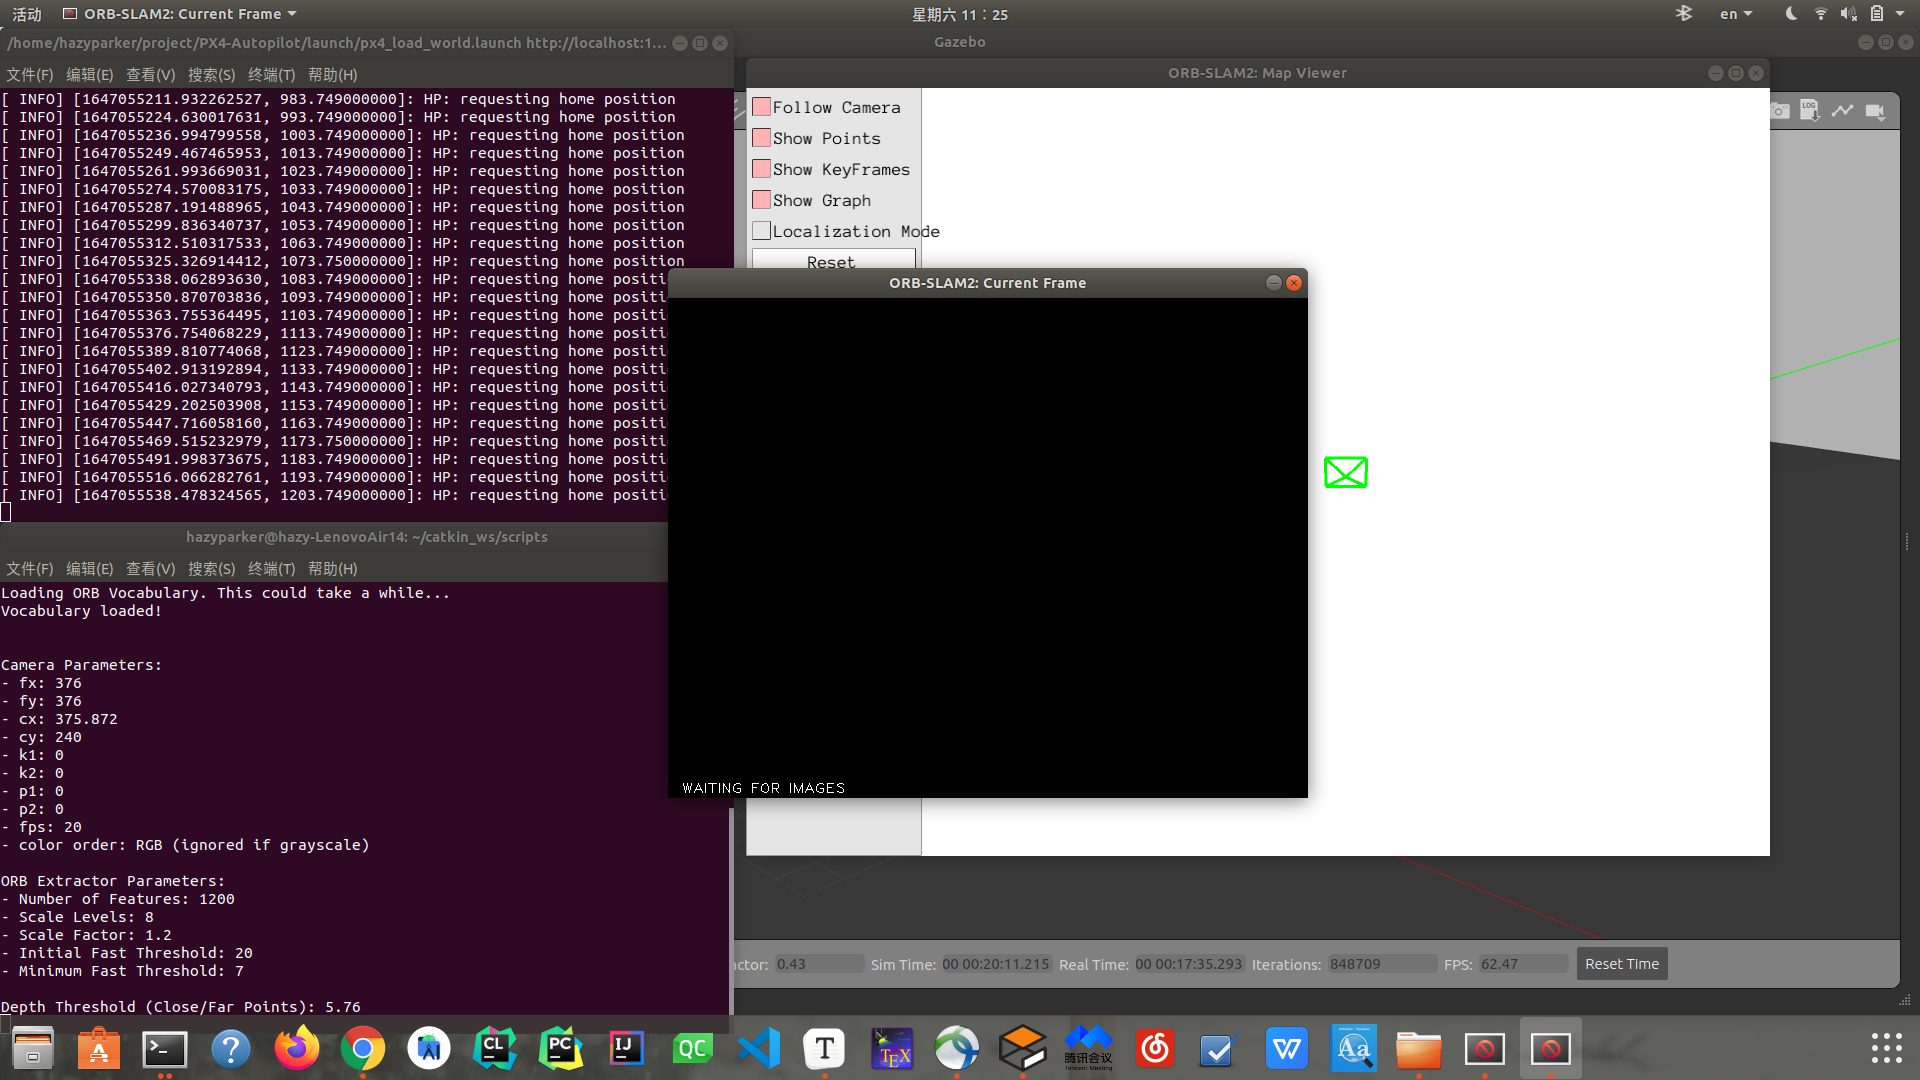 活动 ORB-SLAM2: Current Frame 星期六 11：25 en
/home/hazyparker/project/PX4-Autopilot/launch/px4_load_world.launch http://localhost:1...
文件(F) 编辑(E) 查看(V) 搜索(S) 终端(T) 帮助(H)
[ INFO] [1647055211.932262527, 983.749000000]: HP: requesting home position
[ INFO] [1647055224.630017631, 993.749000000]: HP: requesting home position
[ INFO] [1647055236.994799558, 1003.749000000]: HP: requesting home position
[ INFO] [1647055249.467465953, 1013.749000000]: HP: requesting home position
[ INFO] [1647055261.993669031, 1023.749000000]: HP: requesting home position
[ INFO] [1647055274.570083175, 1033.749000000]: HP: requesting home position
[ INFO] [1647055287.191488965, 1043.749000000]: HP: requesting home position
[ INFO] [1647055299.836340737, 1053.749000000]: HP: requesting home position
[ INFO] [1647055312.510317533, 1063.749000000]: HP: requesting home position
[ INFO] [1647055325.326914412, 1073.750000000]: HP: requesting home position
[ INFO] [1647055338.062893630, 1083.749000000]: HP: requesting home positi
[ INFO] [1647055350.870703836, 1093.749000000]: HP: requesting home positi
[ INFO] [1647055363.755364495, 1103.749000000]: HP: requesting home positi
[ INFO] [1647055376.754068229, 1113.749000000]: HP: requesting home positi
[ INFO] [1647055389.810774068, 1123.749000000]: HP: requesting home positi
[ INFO] [1647055402.913192894, 1133.749000000]: HP: requesting home positi
[ INFO] [1647055416.027340793, 1143.749000000]: HP: requesting home positi
[ INFO] [1647055429.202503908, 1153.749000000]: HP: requesting home positi
[ INFO] [1647055447.716058160, 1163.749000000]: HP: requesting home positi
[ INFO] [1647055469.515232979, 1173.750000000]: HP: requesting home positi
[ INFO] [1647055491.998373675, 1183.749000000]: HP: requesting home positi
[ INFO] [1647055516.066282761, 1193.749000000]: HP: requesting home positi
[ INFO] [1647055538.478324565, 1203.749000000]: HP: requesting home positi
hazyparker@hazy-LenovoAir14: ~/catkin_ws/scripts
文件(F) 编辑(E) 查看(V) 搜索(S) 终端(T) 帮助(H)
Loading ORB Vocabulary. This could take a while...
Vocabulary loaded!
Camera Parameters:
- fx: 376
- fy: 376
- cx: 375.872
- cy: 240
- k1: 0
- k2: 0
- p1: 0
- p2: 0
- fps: 20
- color order: RGB (ignored if grayscale)
ORB Extractor Parameters:
- Number of Features: 1200
- Scale Levels: 8
- Scale Factor: 1.2
- Initial Fast Threshold: 20
- Minimum Fast Threshold: 7
Depth Threshold (Close/Far Points): 5.76
Gazebo
LOG
ORB-SLAM2: Map Viewer
Follow Camera
Show Points
Show KeyFrames
Show Graph
Localization Mode
Reset
ORB-SLAM2: Current Frame
WAITING FOR IMAGES
ctor: 0.43 Sim Time: 00 00:20:11.215 Real Time: 00 00:17:35.293 Iterations: 848709 FPS: 62.47 Reset Time
CL
PC
IJ
QC
T
TEX
腾讯会议
Tencent Meeting
W
Aa